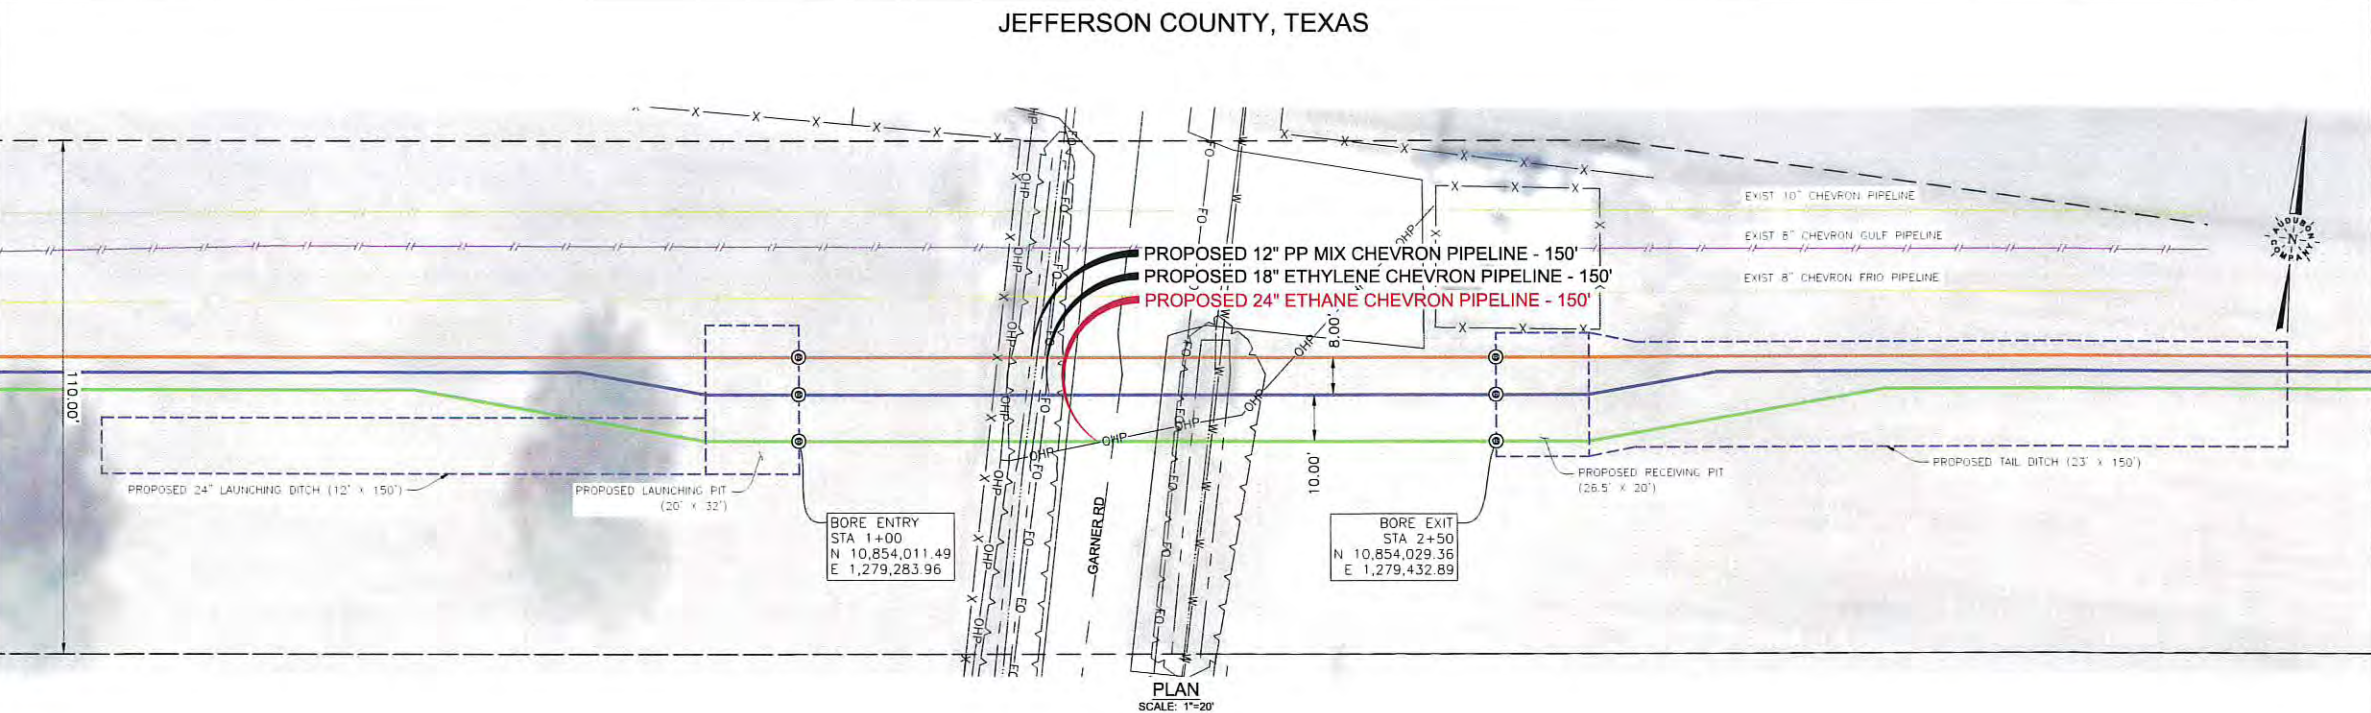 JEFFERSON COUNTY, TEXAS
EXIST 10" CHEVRON PIPELINE
EXIST 8" CHEVRON GULF PIPELINE
EXIST 8" CHEVRON FRIO PIPELINE
AUDUBON
N
COMPANY
PROPOSED 12" PP MIX CHEVRON PIPELINE - 150'
PROPOSED 18" ETHYLENE CHEVRON PIPELINE - 150'
PROPOSED 24" ETHANE CHEVRON PIPELINE - 150'
110.00'
8.00'
10.00'
OHP
FO
W
X
PROPOSED 24" LAUNCHING DITCH (12' X 150')
PROPOSED LAUNCHING PIT
(20' X 32')
PROPOSED RECEIVING PIT
(26.5' X 20')
PROPOSED TAIL DITCH (23' X 150')
BORE ENTRY
STA 1+00
N 10,854,011.49
E 1,279,283.96
GARNER RD
BORE EXIT
STA 2+50
N 10,854,029.36
E 1,279,432.89
PLAN
SCALE: 1"=20'